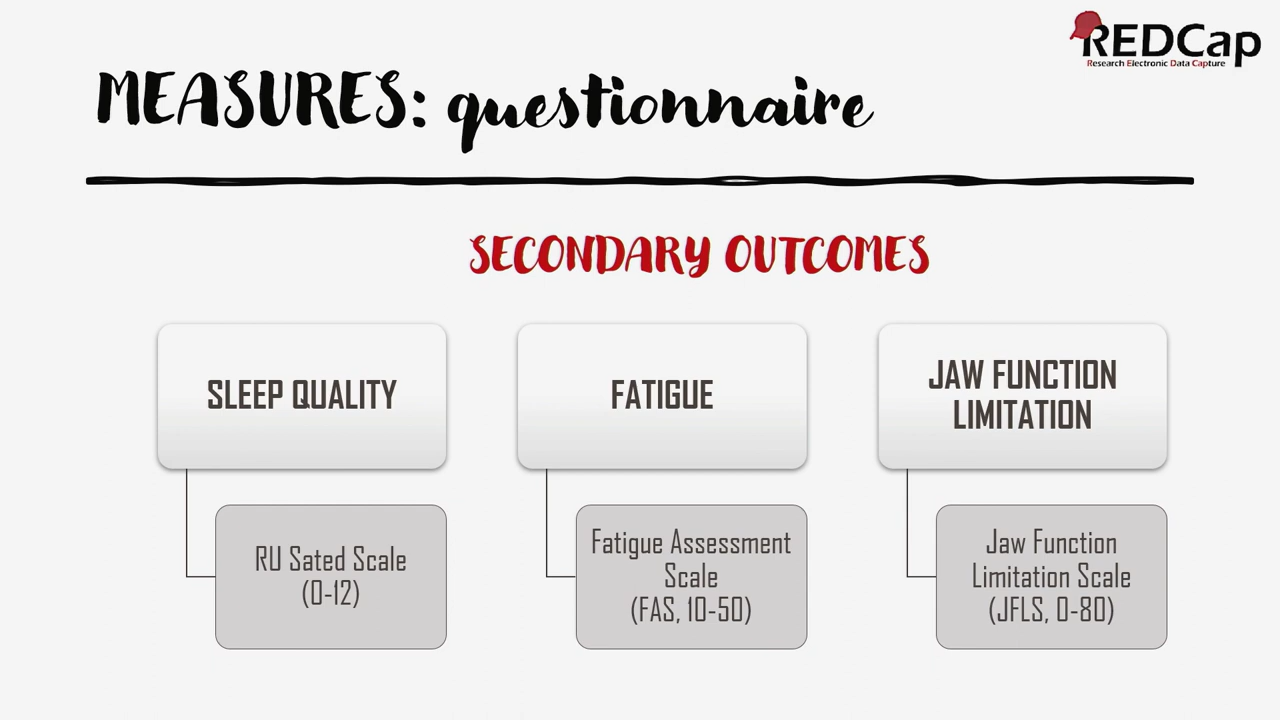 REDCap
Research Electronic Data Capture
MEASURES: questionnaire
SECONDARY OUTCOMES
SLEEP QUALITY
RU Sated Scale
(0-12)
FATIGUE
Fatigue Assessment
Scale
(FAS, 10-50)
JAW FUNCTION
LIMITATION
Jaw Function
Limitation Scale
(JFLS, 0-80)